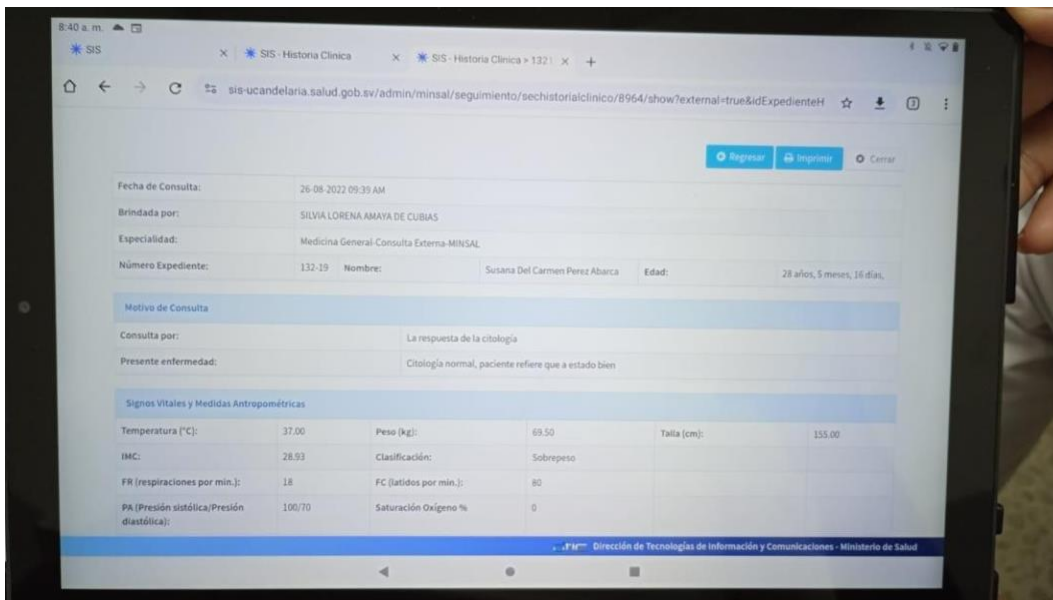 8:40 a. m.
SIS
SIS - Historia Clinica
SIS - Historia Clinica > 132
sis-ucandelaria.salud.gob.sv/admin/minsal/seguimiento/sechistorialclinico/8964/show?external=true&idExpedienteH
Regresar Imprimir Cerrar
Fecha de Consulta: 26-08-2022 09:39 AM
Brindada por: SILVIA LORENA AMAYA DE CUBIAS
Especialidad: Medicina General-Consulta Externa-MINSAL
Número Expediente: 132-19 Nombre: Susana Del Carmen Perez Abarca Edad: 28 años, 5 meses, 16 días,
Motivo de Consulta
Consulta por: La respuesta de la citología
Presente enfermedad: Citología normal, paciente refiere que a estado bien
Signos Vitales y Medidas Antropométricas
Temperatura (°C): 37.00 Peso (kg): 69.50 Talla (cm): 155.00
IMC: 28.93 Clasificación: Sobrepeso
FR (respiraciones por min.): 18 FC (latidos por min.): 80
PA (Presión sistólica/Presión diastólica): 100/70 Saturación Oxígeno % 0
Dirección de Tecnologías de Información y Comunicaciones - Ministerio de Salud